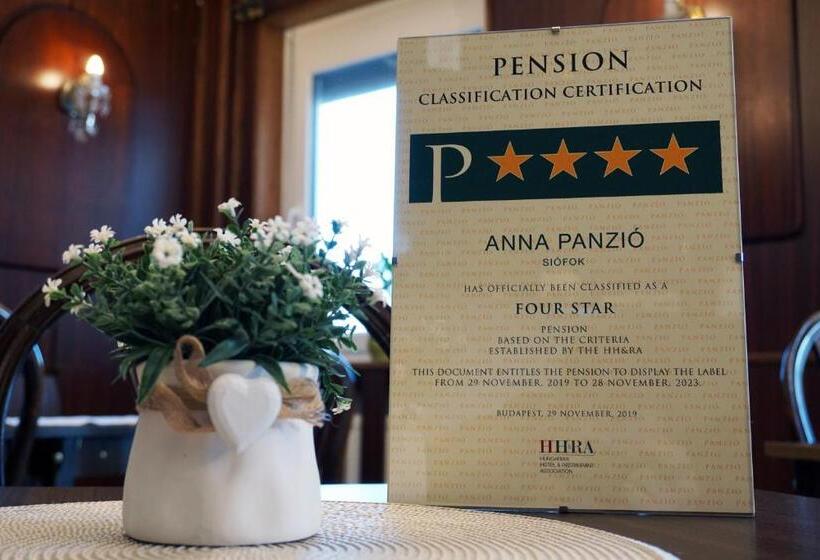 PENSION
CLASSIFICATION CERTIFICATION
P
ANNA PANZIÓ
SIÓFOK
HAS OFFICIALLY BEEN CLASSIFIED AS A
FOUR STAR
PENSION
BASED ON THE CRITERIA
ESTABLISHED BY THE HH&RA
THIS DOCUMENT ENTITLES THE PENSION TO DISPLAY THE LABEL
FROM 29 NOVEMBER, 2019 TO 28 NOVEMBER, 2023.
BUDAPEST, 29 NOVEMBER, 2019
HHRA
HUNGARIAN
HOTEL & RESTAURANT
ASSOCIATION